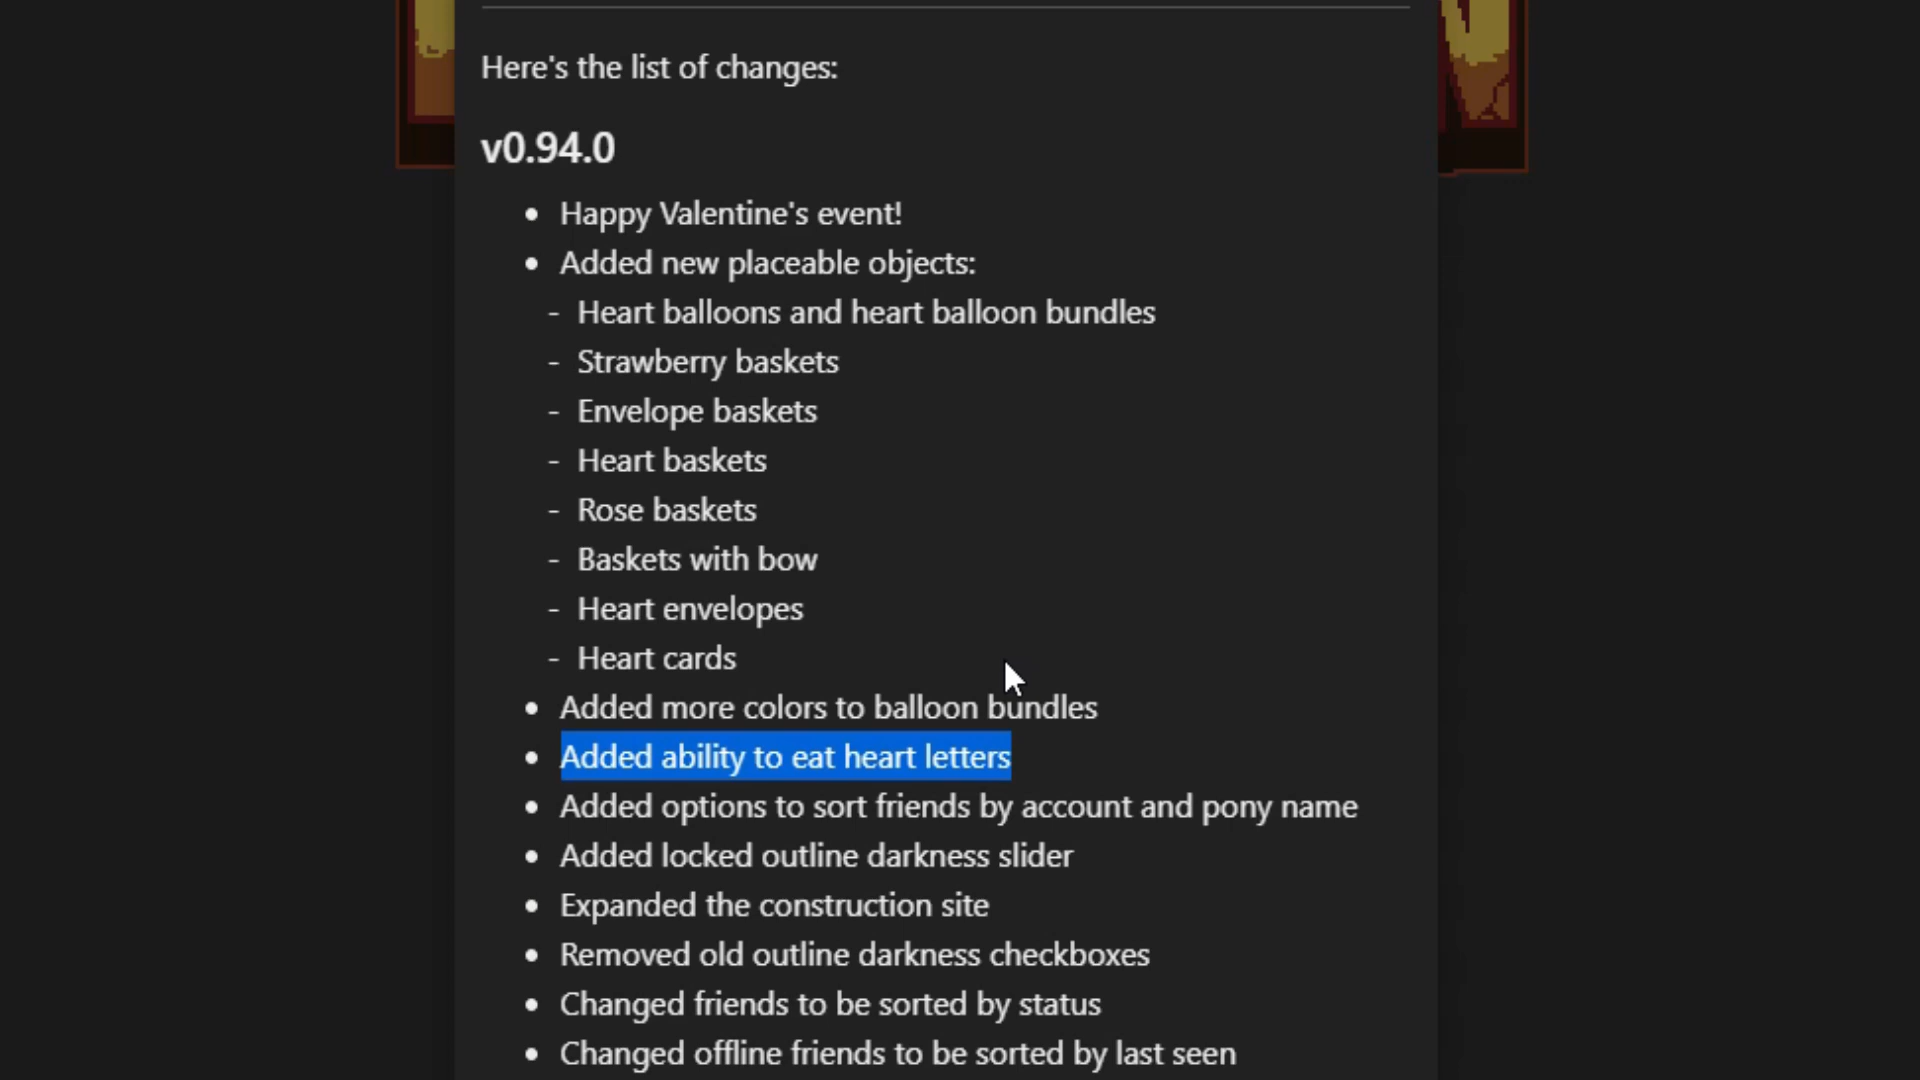 Here's the list of changes:
v0.94.0
• Happy Valentine's event!
• Added new placeable objects:
- Heart balloons and heart balloon bundles
- Strawberry baskets
- Envelope baskets
- Heart baskets
- Rose baskets
- Baskets with bow
- Heart envelopes
- Heart cards
• Added more colors to balloon bundles
• Added ability to eat heart letters
• Added options to sort friends by account and pony name
• Added locked outline darkness slider
• Expanded the construction site
• Removed old outline darkness checkboxes
• Changed friends to be sorted by status
• Changed offline friends to be sorted by last seen